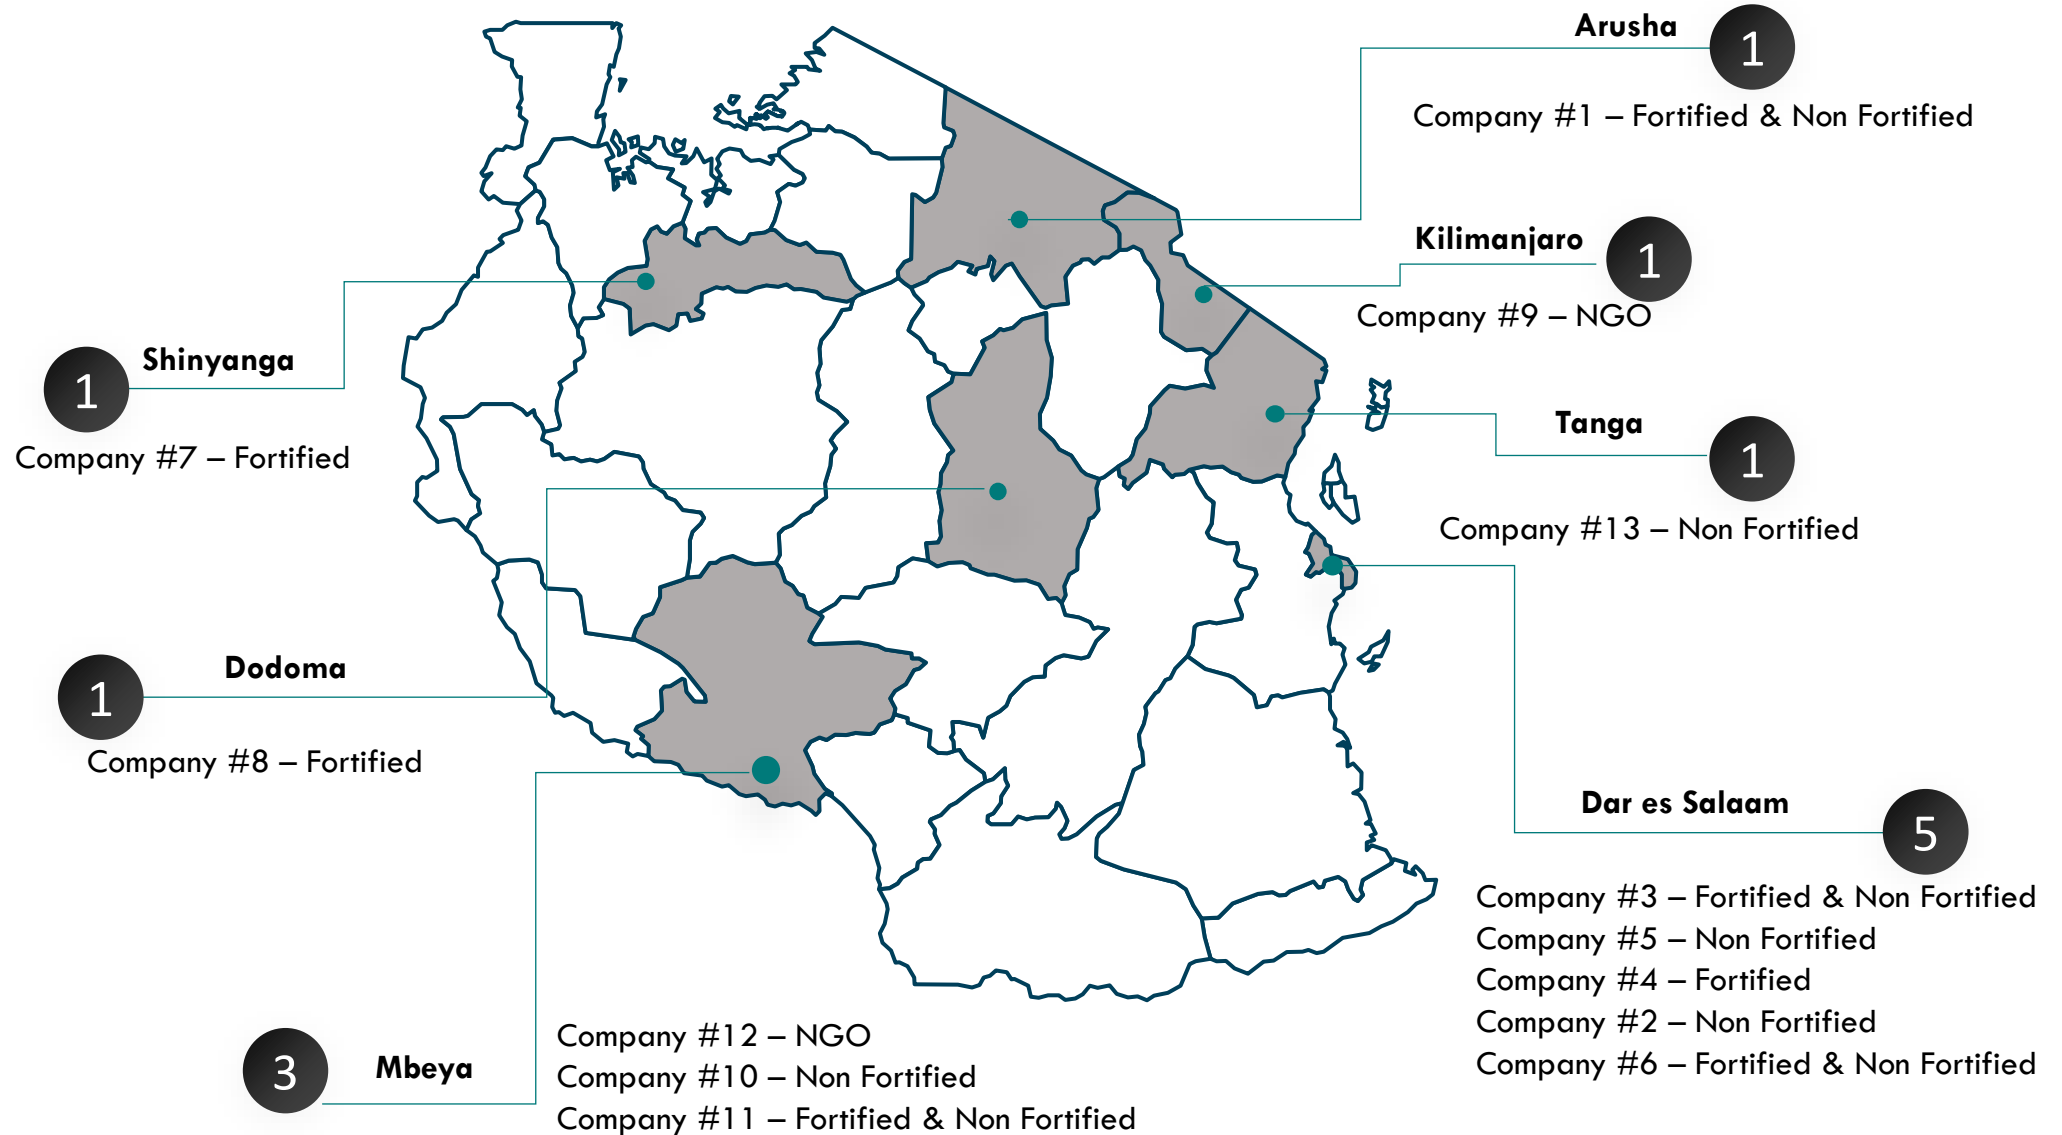 Arusha
1
Company #1 – Fortified & Non Fortified
Kilimanjaro
1
Company #9 – NGO
Shinyanga
1
Company #7 – Fortified
Tanga
1
Company #13 – Non Fortified
Dodoma
1
Company #8 – Fortified
Dar es Salaam
5
Company #3 – Fortified & Non Fortified
Company #5 – Non Fortified
Company #4 – Fortified
Company #2 – Non Fortified
Company #6 – Fortified & Non Fortified
3
Mbeya
Company #12 – NGO
Company #10 – Non Fortified
Company #11 – Fortified & Non Fortified